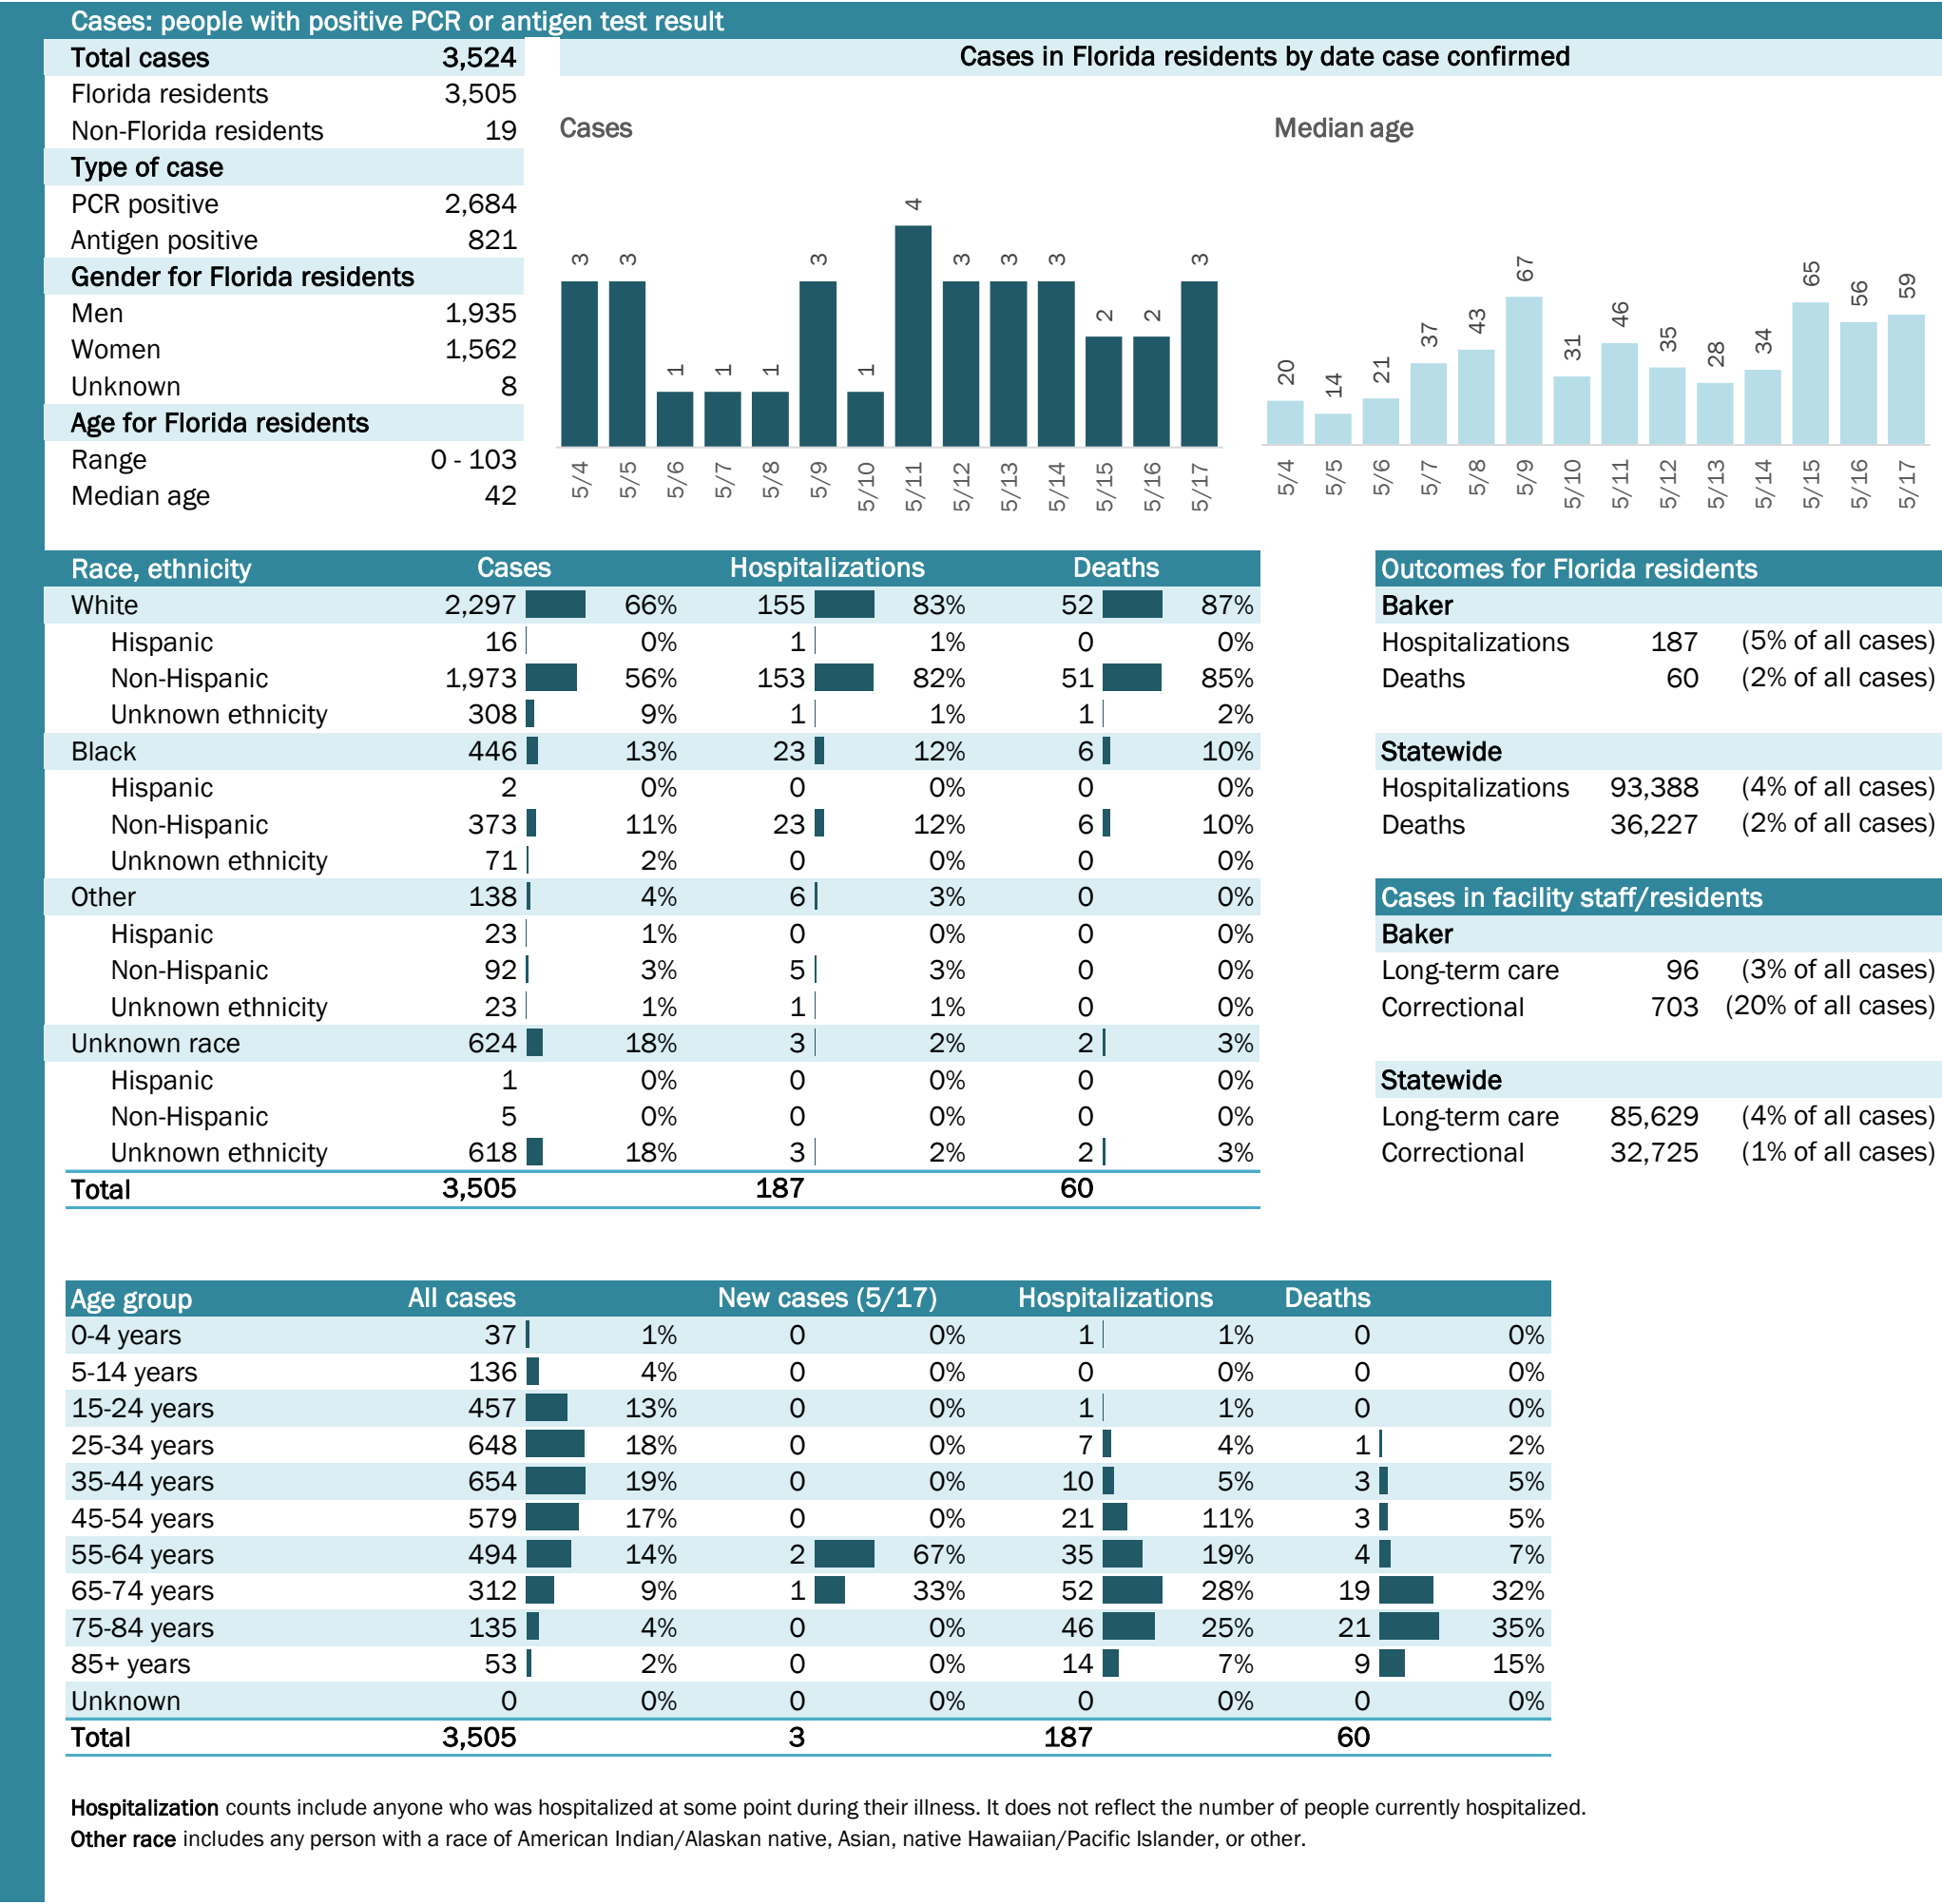 Cases: people with positive PCR or antigen test result
Total cases 3,524
Florida residents 3,505
Non-Florida residents 19
Type of case
PCR positive 2,684
Antigen positive 821
Gender for Florida residents
Men 1,935
Women 1,562
Unknown 8
Age for Florida residents
Range 0 - 103
Median age 42
Cases in Florida residents by date case confirmed
Cases
3 3 1 1 1 3 1 4 3 3 3 2 2 3
5/4 5/5 5/6 5/7 5/8 5/9 5/10 5/11 5/12 5/13 5/14 5/15 5/16 5/17
Median age
20 14 21 37 43 67 31 46 35 28 34 65 56 59
5/4 5/5 5/6 5/7 5/8 5/9 5/10 5/11 5/12 5/13 5/14 5/15 5/16 5/17
Race, ethnicity Cases Hospitalizations Deaths
White 2,297 66% 155 83% 52 87%
Hispanic 16 0% 1 1% 0 0%
Non-Hispanic 1,973 56% 153 82% 51 85%
Unknown ethnicity 308 9% 1 1% 1 2%
Black 446 13% 23 12% 6 10%
Hispanic 2 0% 0 0% 0 0%
Non-Hispanic 373 11% 23 12% 6 10%
Unknown ethnicity 71 2% 0 0% 0 0%
Other 138 4% 6 3% 0 0%
Hispanic 23 1% 0 0% 0 0%
Non-Hispanic 92 3% 5 3% 0 0%
Unknown ethnicity 23 1% 1 1% 0 0%
Unknown race 624 18% 3 2% 2 3%
Hispanic 1 0% 0 0% 0 0%
Non-Hispanic 5 0% 0 0% 0 0%
Unknown ethnicity 618 18% 3 2% 2 3%
Total 3,505 187 60
Outcomes for Florida residents
Baker
Hospitalizations 187 (5% of all cases)
Deaths 60 (2% of all cases)
Statewide
Hospitalizations 93,388 (4% of all cases)
Deaths 36,227 (2% of all cases)
Cases in facility staff/residents
Baker
Long-term care 96 (3% of all cases)
Correctional 703 (20% of all cases)
Statewide
Long-term care 85,629 (4% of all cases)
Correctional 32,725 (1% of all cases)
Age group All cases New cases (5/17) Hospitalizations Deaths
0-4 years 37 1% 0 0% 1 1% 0 0%
5-14 years 136 4% 0 0% 0 0% 0 0%
15-24 years 457 13% 0 0% 1 1% 0 0%
25-34 years 648 18% 0 0% 7 4% 1 2%
35-44 years 654 19% 0 0% 10 5% 3 5%
45-54 years 579 17% 0 0% 21 11% 3 5%
55-64 years 494 14% 2 67% 35 19% 4 7%
65-74 years 312 9% 1 33% 52 28% 19 32%
75-84 years 135 4% 0 0% 46 25% 21 35%
85+ years 53 2% 0 0% 14 7% 9 15%
Unknown 0 0% 0 0% 0 0% 0 0%
Total 3,505 3 187 60
Hospitalization counts include anyone who was hospitalized at some point during their illness. It does not reflect the number of people currently hospitalized.
Other race includes any person with a race of American Indian/Alaskan native, Asian, native Hawaiian/Pacific Islander, or other.